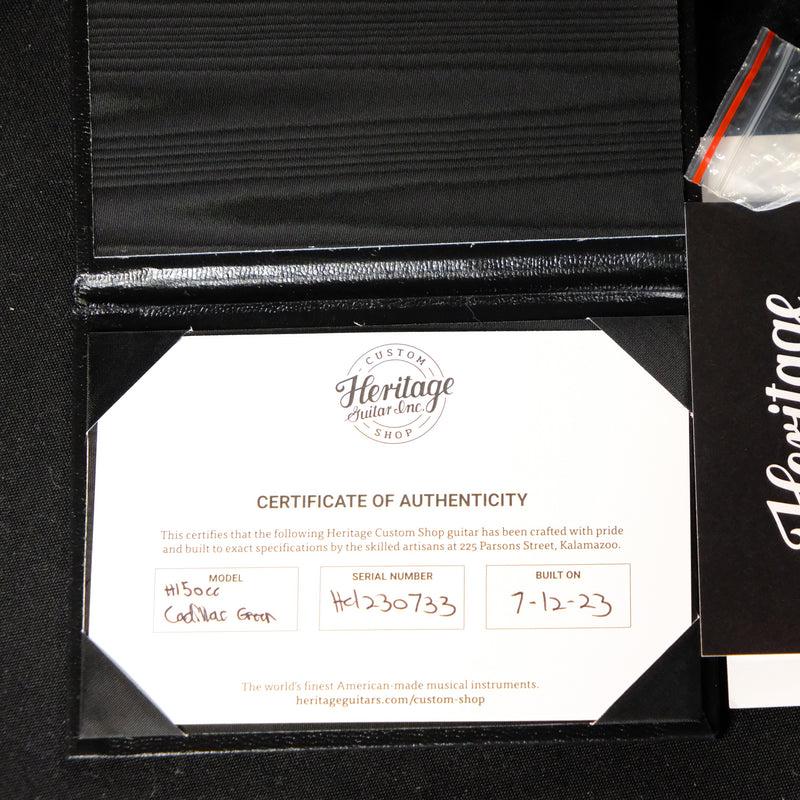 CUSTOM
Heritage
Guitar Inc.
SHOP
CERTIFICATE OF AUTHENTICITY
This certifies that the following Heritage Custom Shop guitar has been crafted with pride
and built to exact specifications by the skilled artisans at 225 Parsons Street, Kalamazoo.
MODEL
H150cc
Cadillac Green
SERIAL NUMBER
Hc1230733
BUILT ON
7-12-23
The world's finest American-made musical instruments.
heritageguitars.com/custom-shop
Heritage